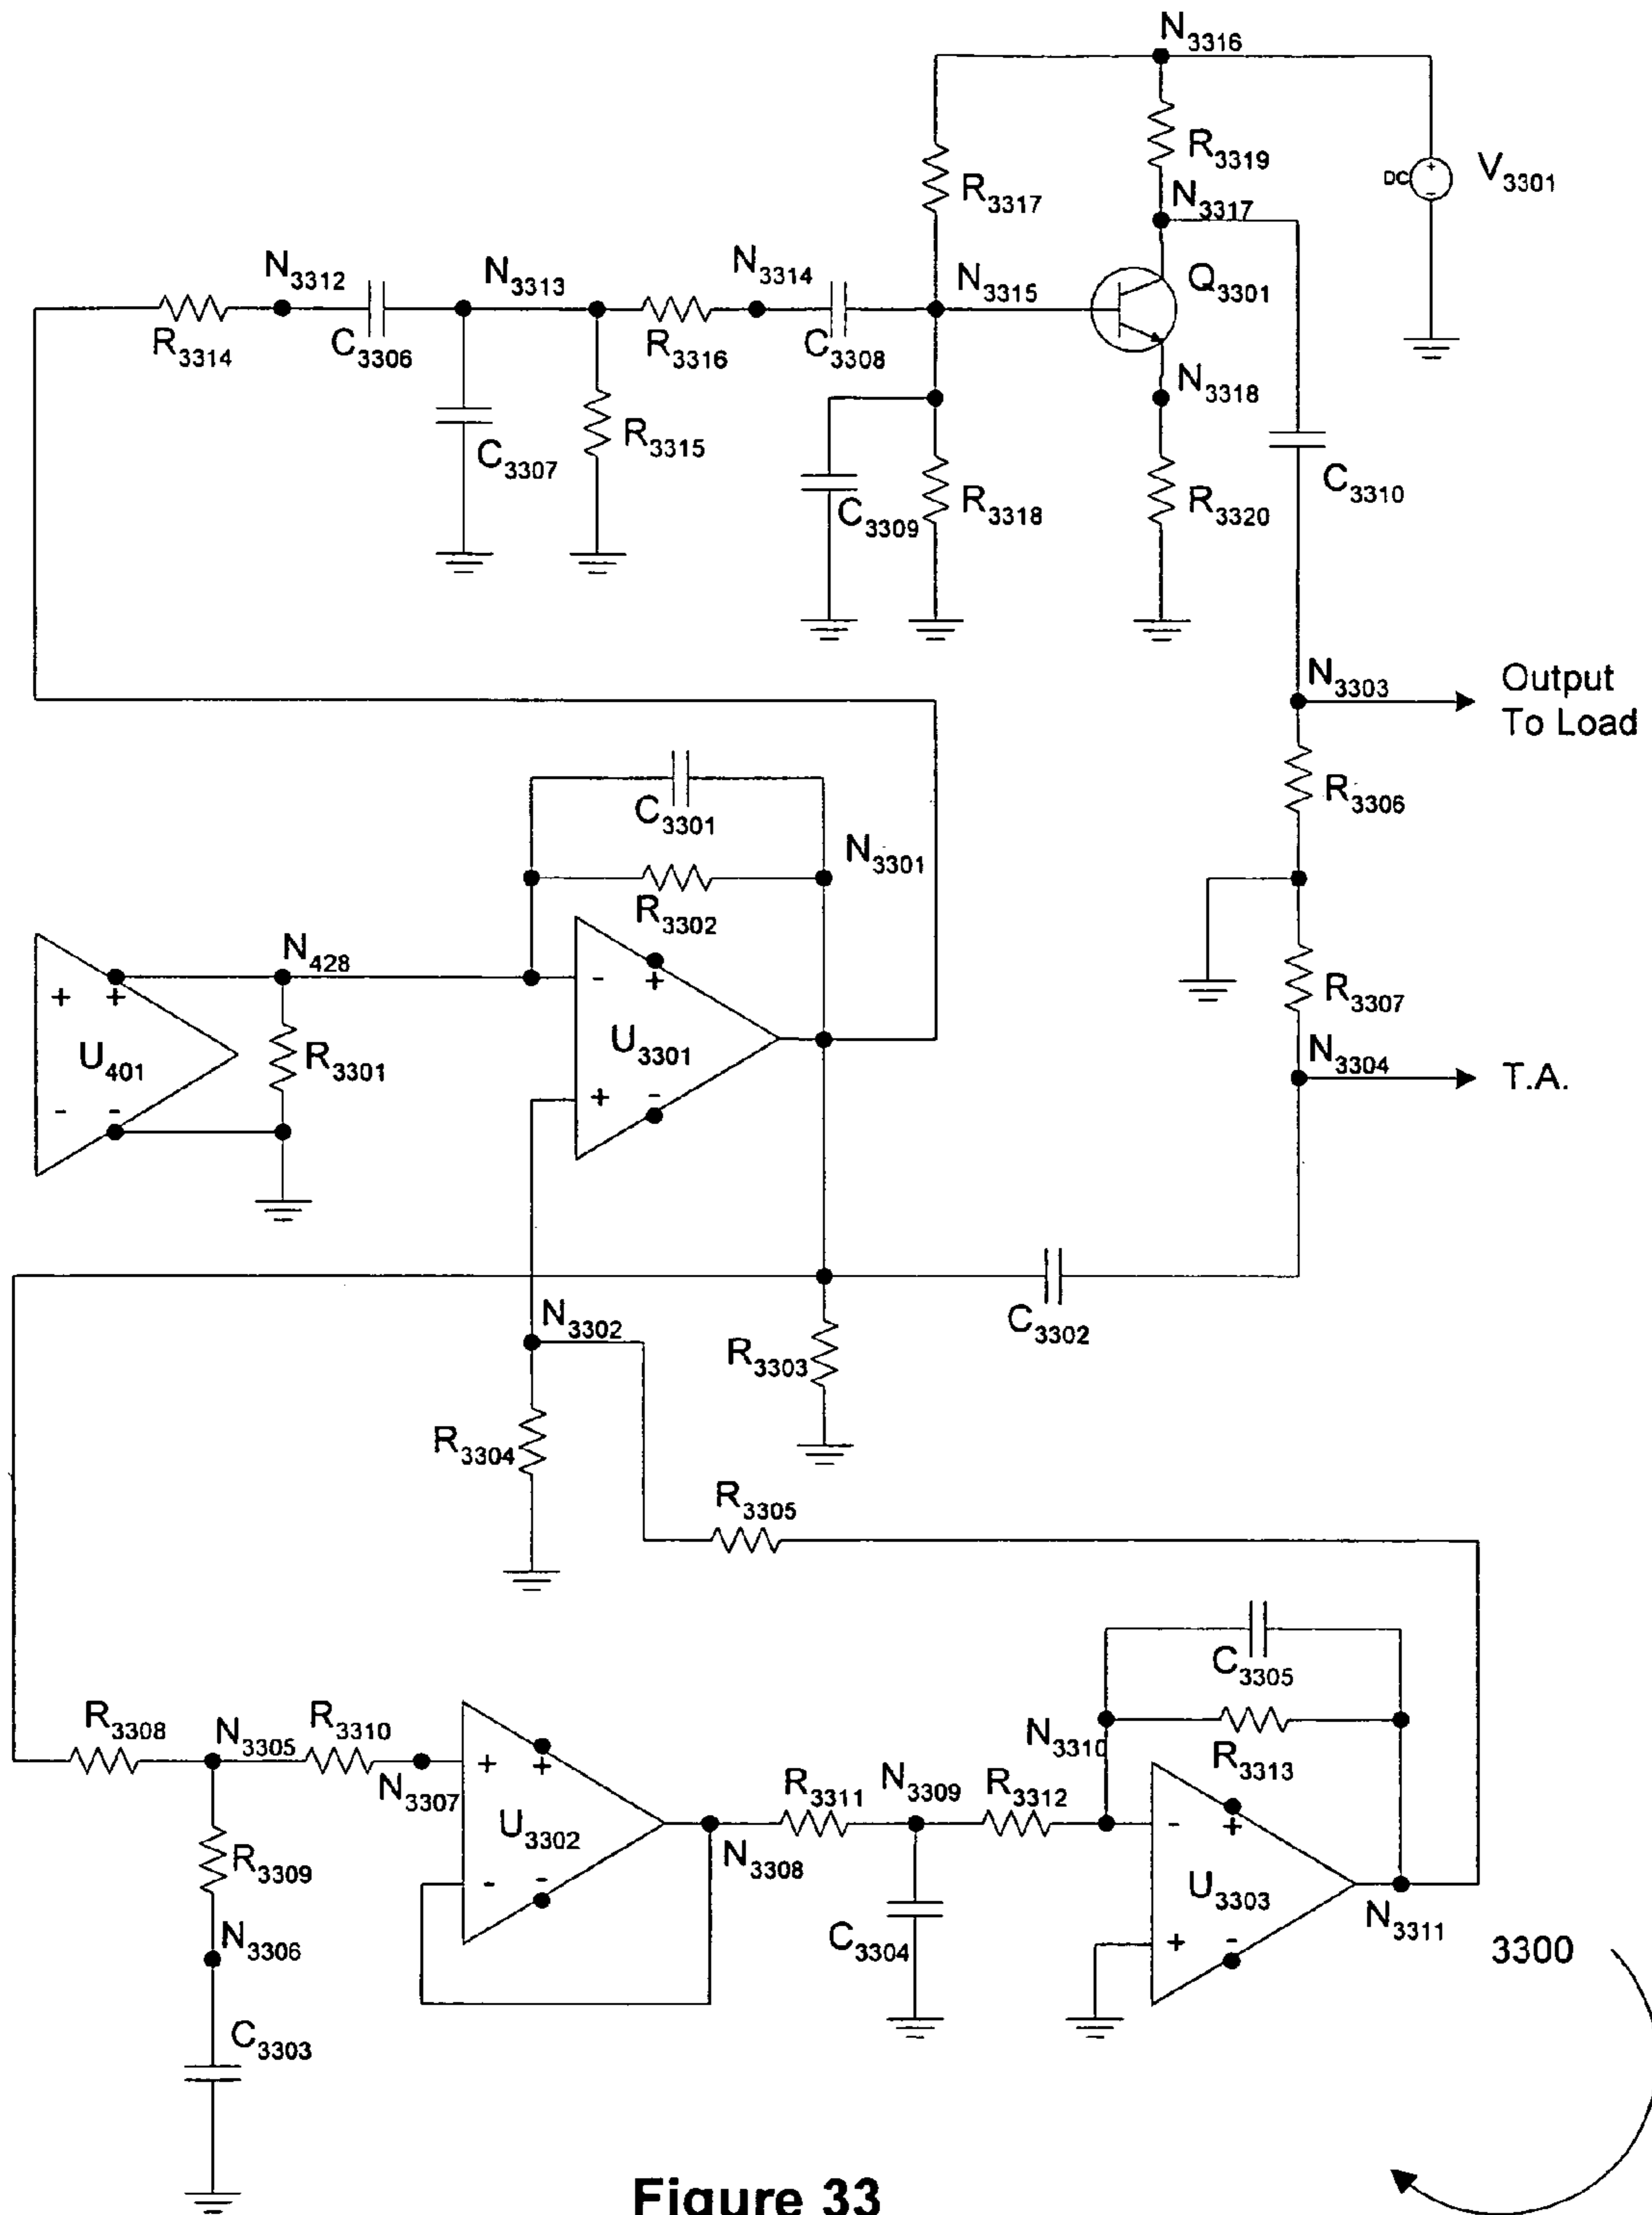 N3316
R3319
DC + - V3301
R3317
N3317
N3312
N3313
N3314
N3315
Q3301
R3314
C3306
R3316
C3308
N3318
C3307
R3315
C3309
R3318
R3320
C3310
N3303
Output
To Load
C3301
R3306
N3301
R3302
N428
+ +
- +
U401
R3301
U3301
R3307
- -
+ -
N3304
T.A.
N3302
C3302
R3303
R3304
R3305
C3305
R3308
N3305
R3310
N3310
R3313
N3307
+ +
R3311
N3309
R3312
U3302
N3308
- +
R3309
- -
U3303
N3306
C3304
+ -
N3311
3300
C3303
Figure 33